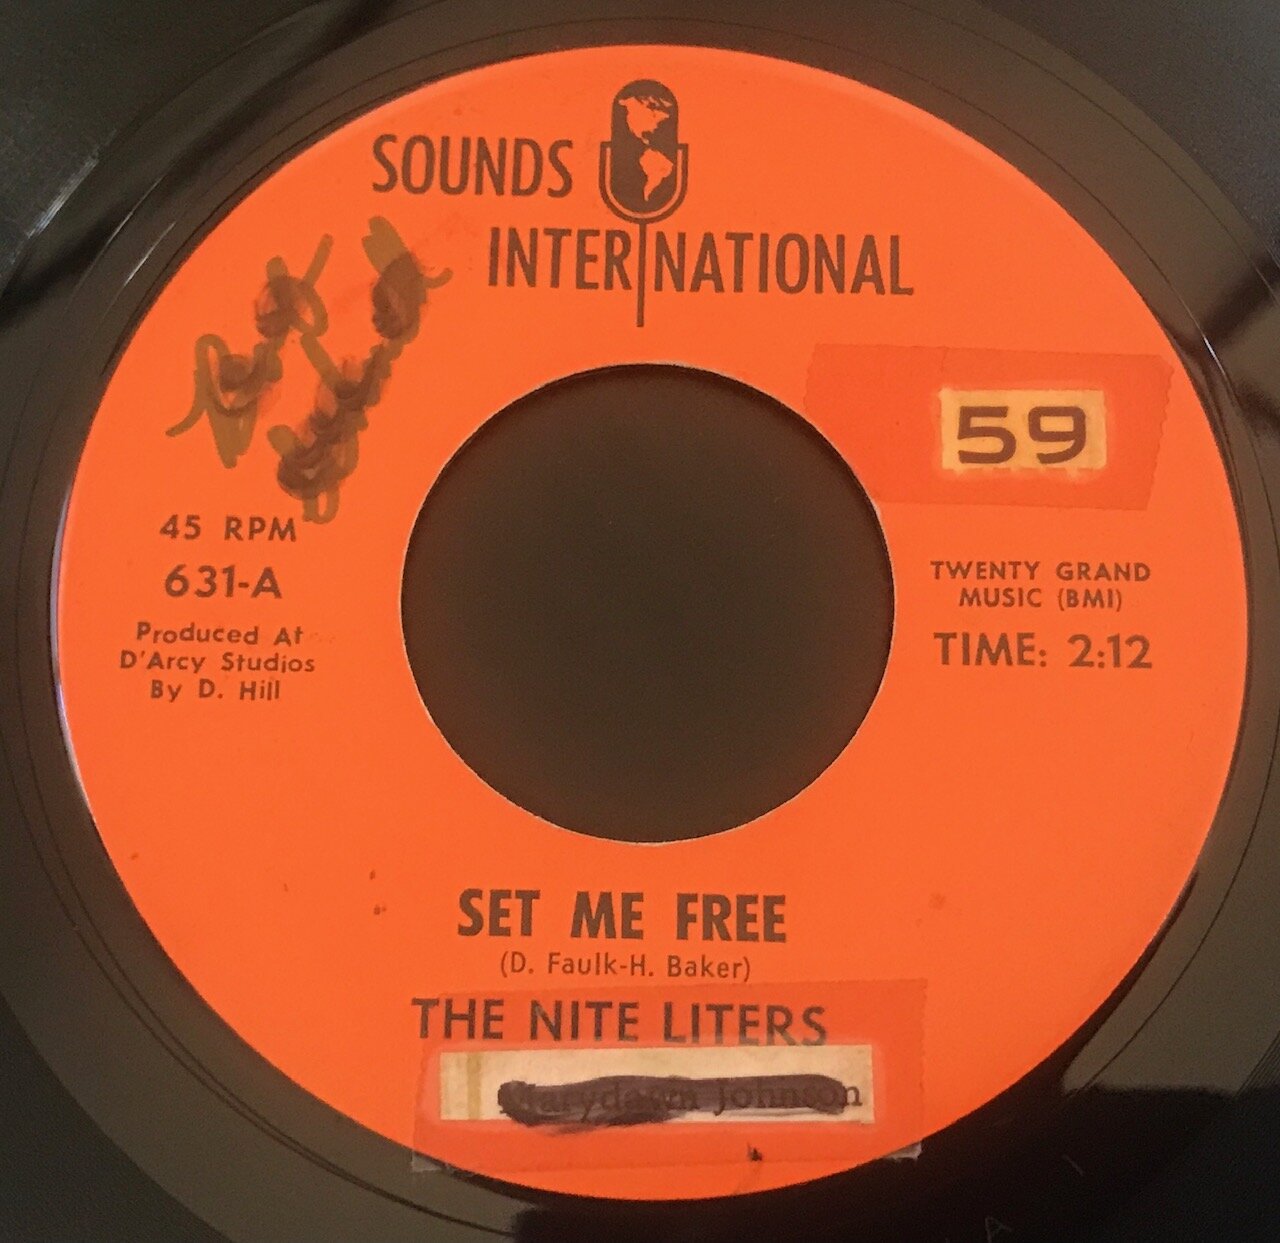 SOUNDS
INTERNATIONAL
59
45 RPM
631-A
Produced At
D'Arcy Studios
By D. Hill
TWENTY GRAND
MUSIC (BMI)
TIME: 2:12
SET ME FREE
(D. Faulk-H. Baker)
THE NITE LITERS
Johnson